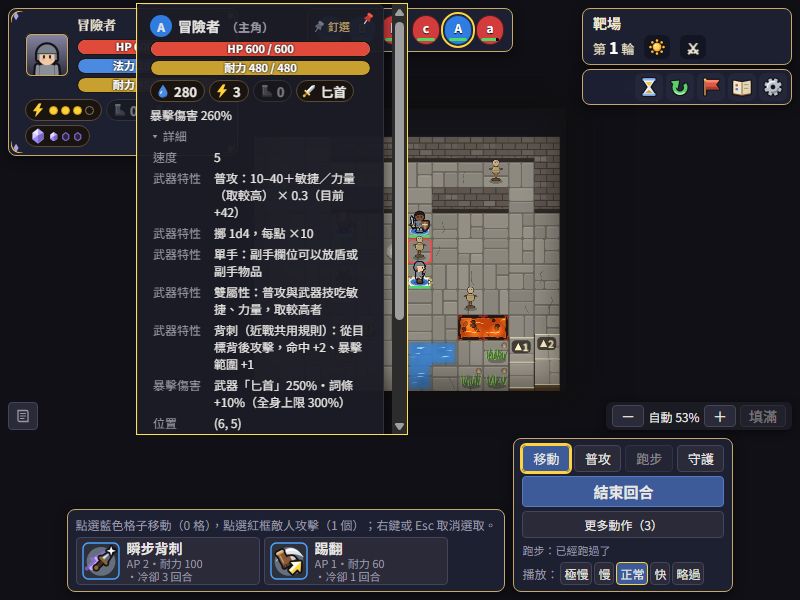 冒險者
HP 6
法力
耐力
0
A 冒險者 （主角） 釘選
HP 600 / 600
耐力 480 / 480
280 3 0 匕首
暴擊傷害 260%
詳細
速度 5
武器特性 普攻：10–40＋敏捷／力量
（取較高） × 0.3（目前
+42）
武器特性 擲 1d4，每點 ×10
武器特性 單手：副手欄位可以放盾或
副手物品
武器特性 雙屬性：普攻與武器技吃敏
捷、力量，取較高者
武器特性 背刺（近戰共用規則）：從目
標背後攻擊，命中 +2、暴擊
範圍 +1
暴擊傷害 武器「匕首」250%・詞條
+10%（全身上限 300%）
位置 (6, 5)
c A a
靶場
第 1 輪
▲1 ▲2
− 自動 53% + 填滿
移動 普攻 跑步 守護
結束回合
更多動作（3）
跑步：已經跑過了
播放： 極慢 慢 正常 快 略過
點選藍色格子移動（0 格），點選紅框敵人攻擊（1 個）；右鍵或 Esc 取消選取。
瞬步背刺
AP 2・耐力 100
・冷卻 3 回合
踢翻
AP 1・耐力 60
・冷卻 1 回合